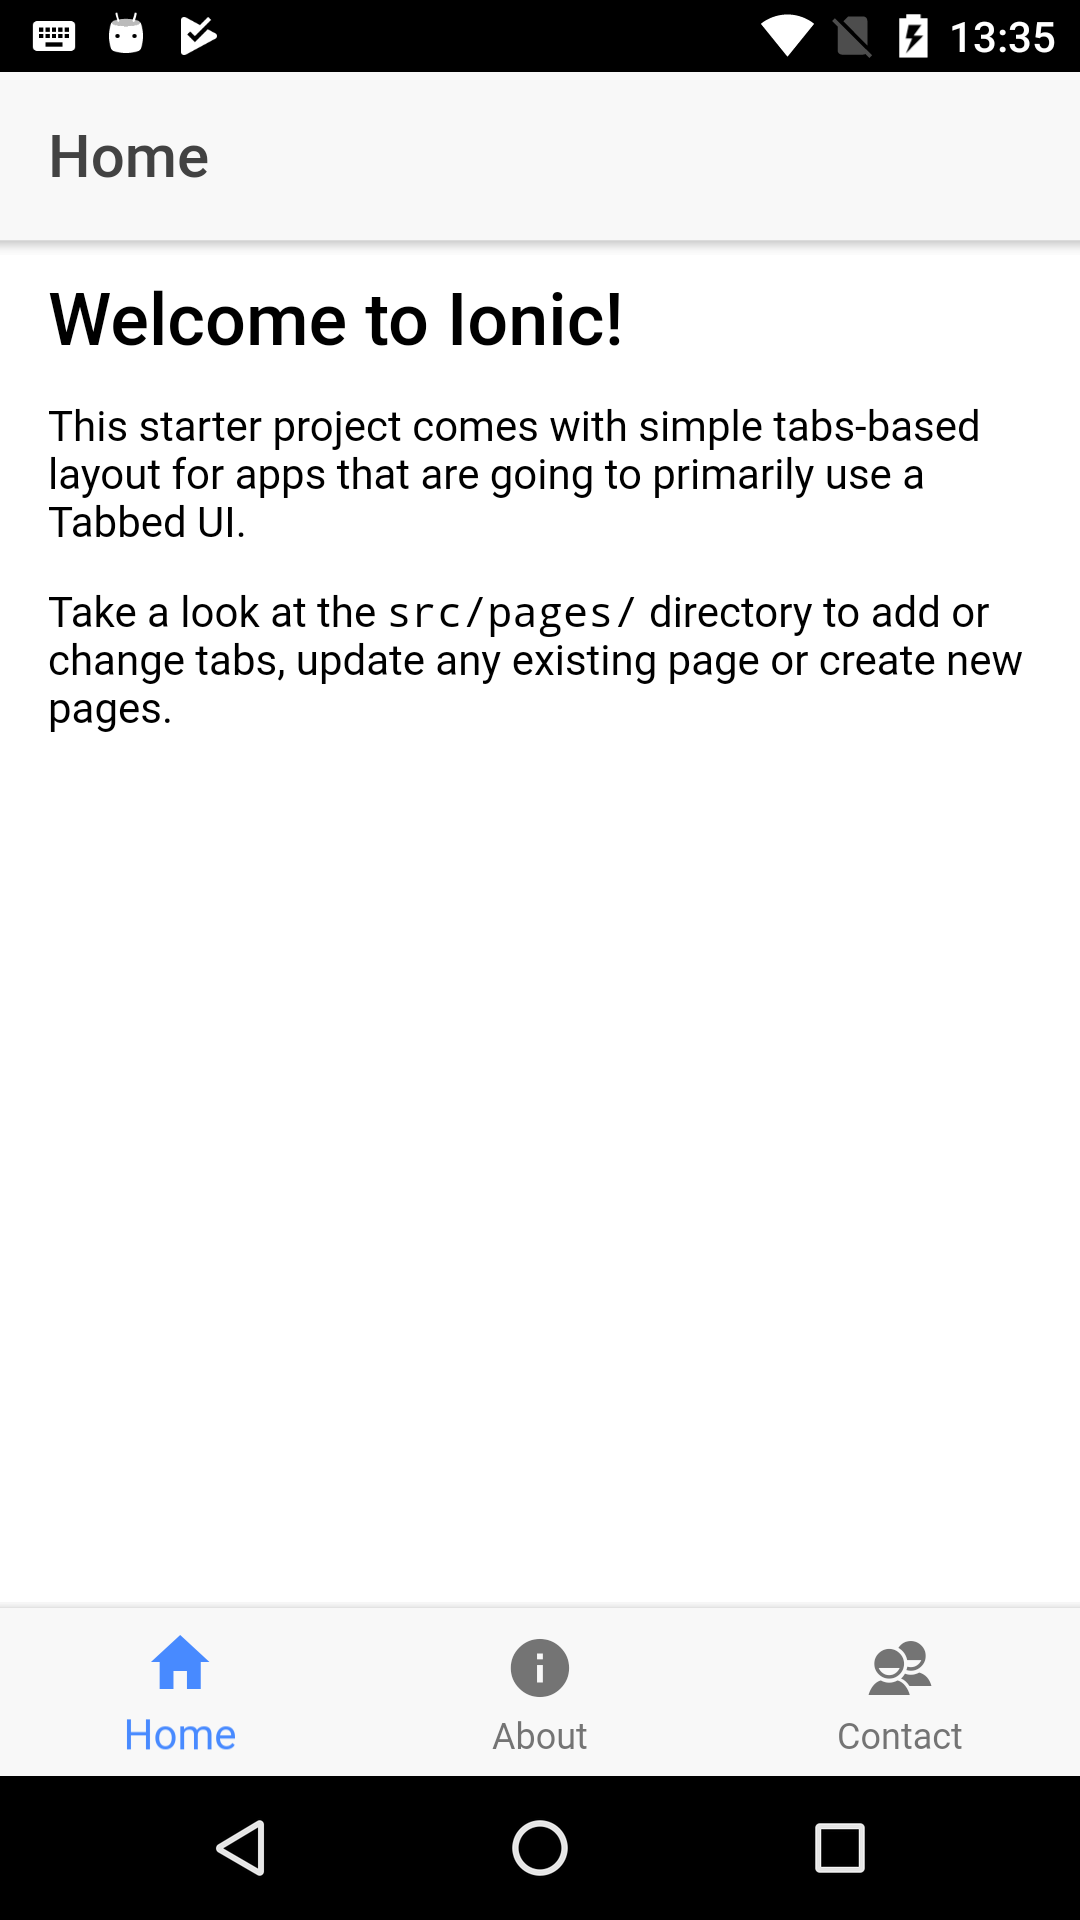 13:35
Home
Welcome to Ionic!
This starter project comes with simple tabs-based
layout for apps that are going to primarily use a
Tabbed UI.
Take a look at the src/pages/ directory to add or
change tabs, update any existing page or create new
pages.
Home About Contact